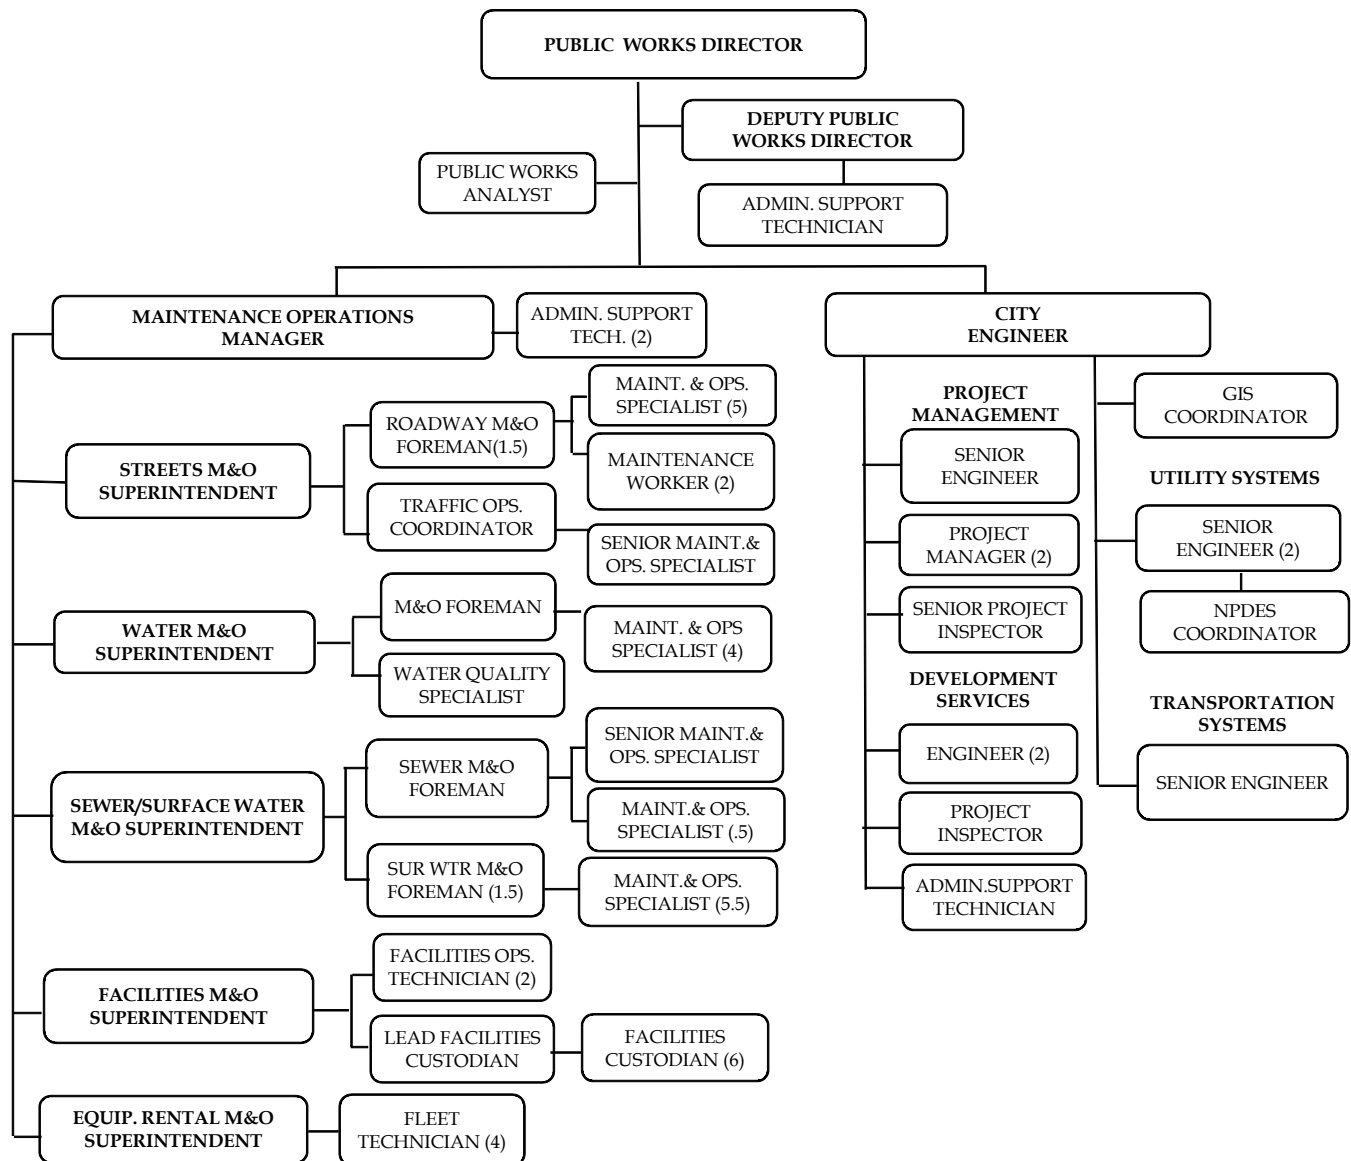 PUBLIC WORKS DIRECTOR
DEPUTY PUBLIC
WORKS DIRECTOR
PUBLIC WORKS
ANALYST
ADMIN. SUPPORT
TECHNICIAN
MAINTENANCE OPERATIONS
MANAGER
ADMIN. SUPPORT
TECH. (2)
STREETS M&O
SUPERINTENDENT
ROADWAY M&O
FOREMAN(1.5)
MAINT. & OPS.
SPECIALIST (5)
MAINTENANCE
WORKER (2)
TRAFFIC OPS.
COORDINATOR
SENIOR MAINT.&
OPS. SPECIALIST
WATER M&O
SUPERINTENDENT
M&O FOREMAN
MAINT. & OPS
SPECIALIST (4)
WATER QUALITY
SPECIALIST
SEWER/SURFACE WATER
M&O SUPERINTENDENT
SEWER M&O
FOREMAN
SENIOR MAINT.&
OPS. SPECIALIST
MAINT.& OPS.
SPECIALIST (.5)
SUR WTR M&O
FOREMAN (1.5)
MAINT.& OPS.
SPECIALIST (5.5)
FACILITIES M&O
SUPERINTENDENT
FACILITIES OPS.
TECHNICIAN (2)
LEAD FACILITIES
CUSTODIAN
FACILITIES
CUSTODIAN (6)
EQUIP. RENTAL M&O
SUPERINTENDENT
FLEET
TECHNICIAN (4)
CITY
ENGINEER
PROJECT
MANAGEMENT
SENIOR
ENGINEER
PROJECT
MANAGER (2)
SENIOR PROJECT
INSPECTOR
DEVELOPMENT
SERVICES
ENGINEER (2)
PROJECT
INSPECTOR
ADMIN.SUPPORT
TECHNICIAN
GIS
COORDINATOR
UTILITY SYSTEMS
SENIOR
ENGINEER (2)
NPDES
COORDINATOR
TRANSPORTATION
SYSTEMS
SENIOR ENGINEER